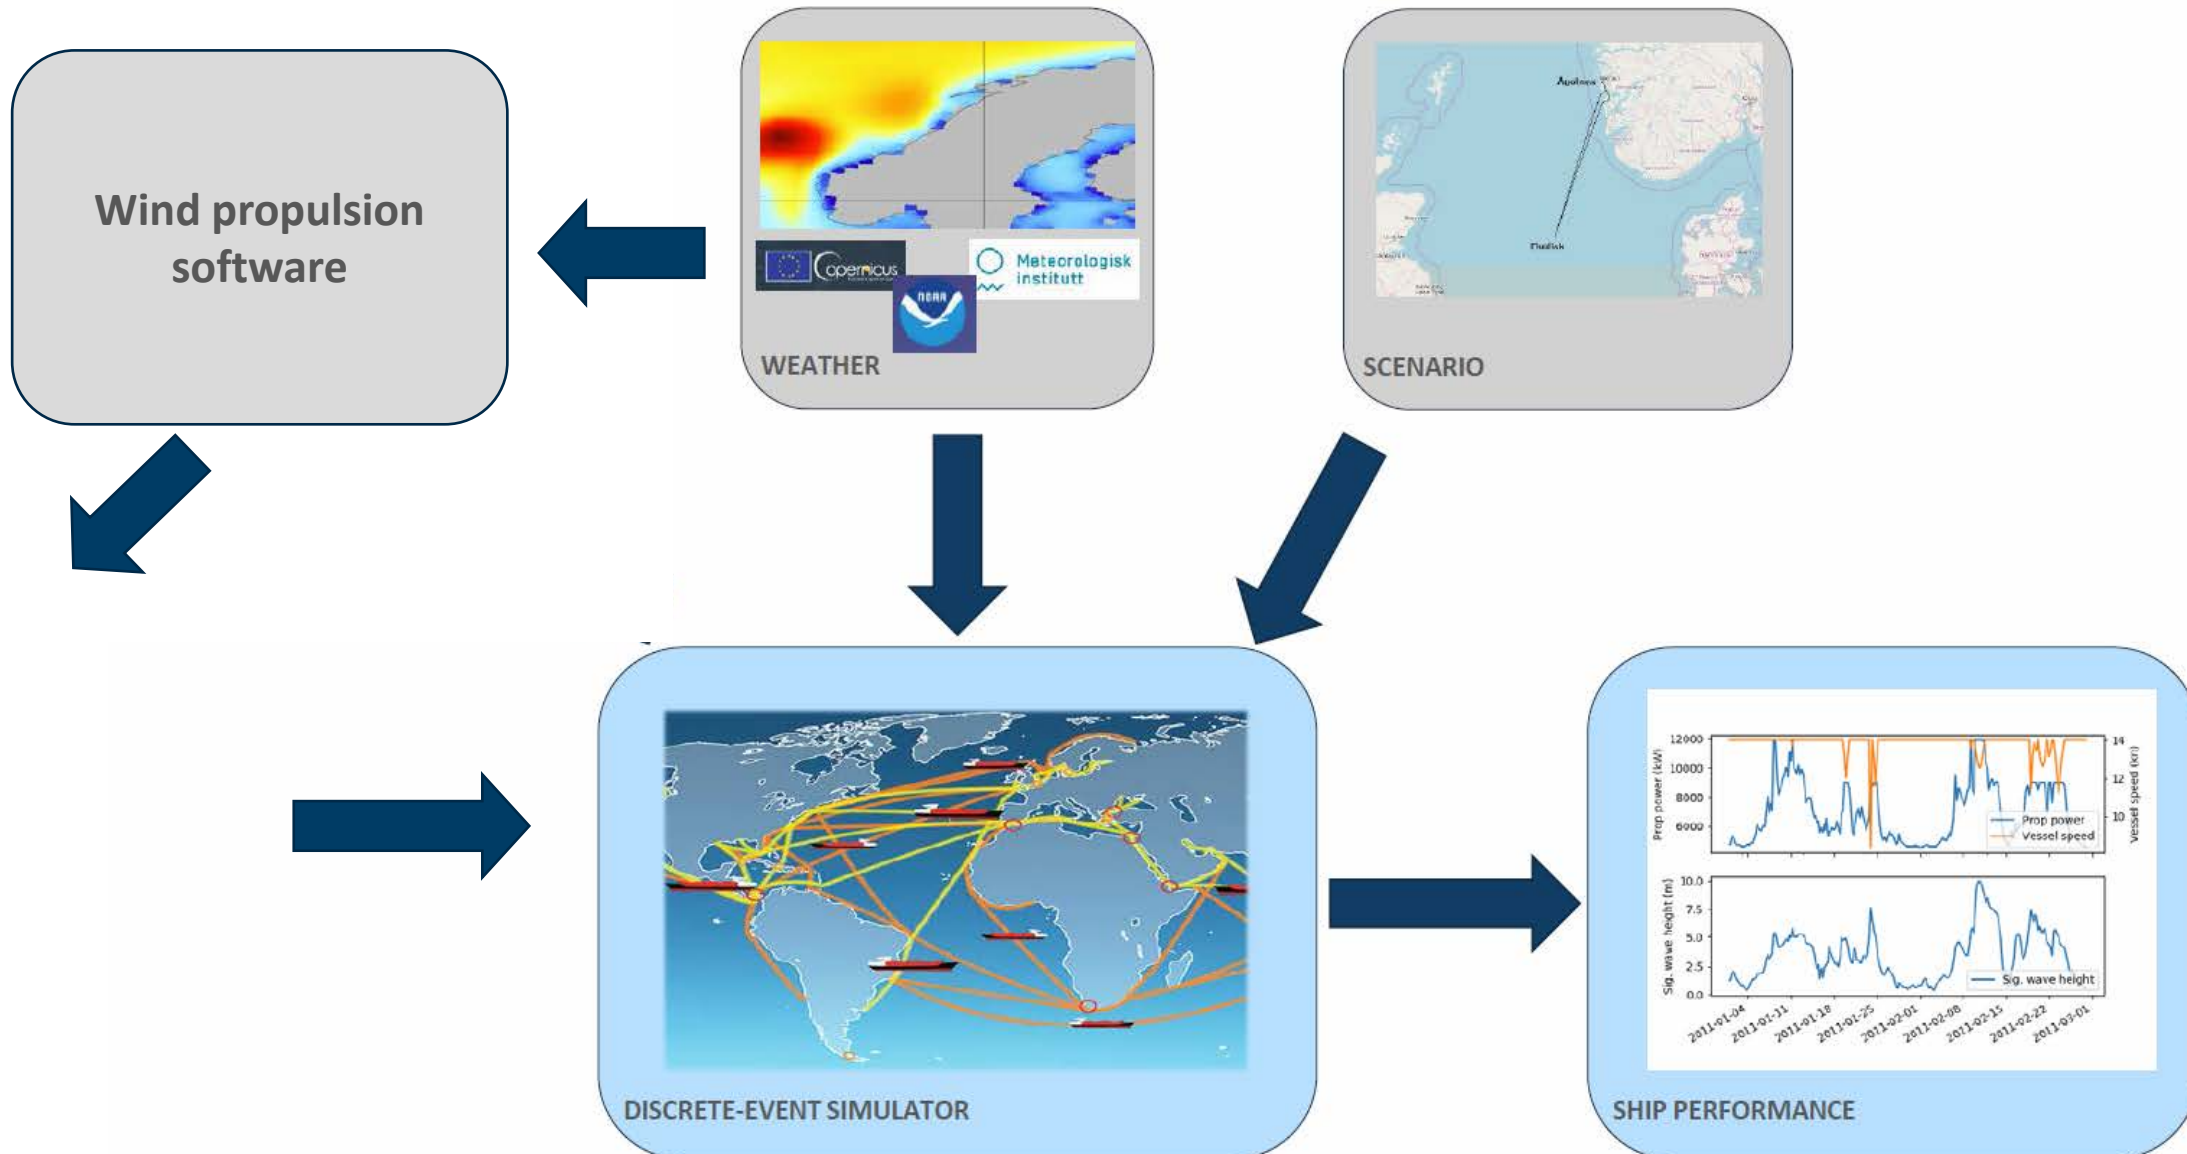 Wind propulsion
software
Copernicus
Meteorologisk
institutt
NOAA
WEATHER
Agotnes
SCENARIO
DISCRETE-EVENT SIMULATOR
12000
10000
8000
6000
Prop power (kW)
14
12
10
Vessel speed (kn)
Prop power
Vessel speed
10.0
7.5
5.0
2.5
0.0
Sig. wave height (m)
Sig. wave height
2011-01-04
2011-01-11
2011-01-18
2011-01-25
2011-02-01
2011-02-08
2011-02-15
2011-02-22
2011-03-01
SHIP PERFORMANCE